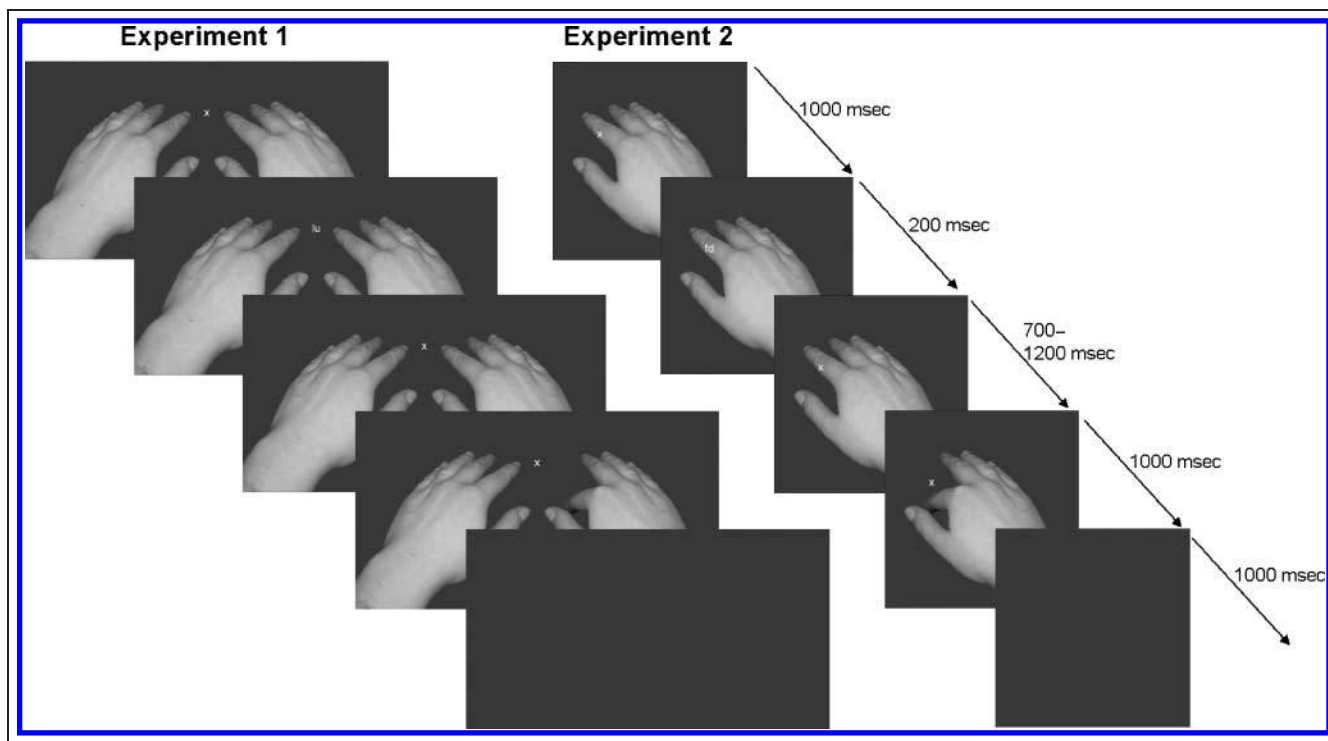 Experiment 1
Experiment 2
x
lu
x
x
x
fd
x
x
1000 msec
200 msec
700–
1200 msec
1000 msec
1000 msec